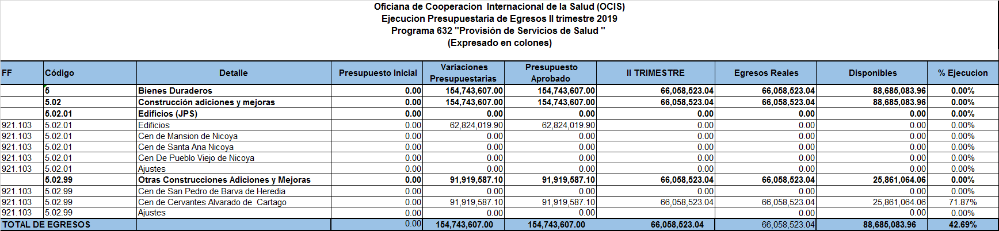 Oficiana de Cooperacion  Internacional de la Salud (OCIS)
Ejecucion Presupuestaria de Egresos II trimestre 2019
Programa 632 "Provisión de Servicios de Salud "
(Expresado en colones)
FF Código Detalle Presupuesto Inicial Variaciones Presupuestarias Presupuesto Aprobado II TRIMESTRE Egresos Reales Disponibles % Ejecucion
5 Bienes Duraderos 0.00 154,743,607.00 154,743,607.00 66,058,523.04 66,058,523.04 88,685,083.96 0.00%
5.02 Construcción adiciones y mejoras 0.00 154,743,607.00 154,743,607.00 66,058,523.04 66,058,523.04 88,685,083.96 0.00%
5.02.01 Edificios (JPS) 0.00 0.00 0.00 0.00 0.00 0.00 0.00%
921.103 5.02.01 Edificios 0.00 62,824,019.90 62,824,019.90 0.00 0.00 0.00 0.00%
921.103 5.02.01 Cen de Mansion de Nicoya 0.00 0.00 0.00 0.00 0.00 0.00 0.00%
921.103 5.02.01 Cen de Santa Ana Nicoya 0.00 0.00 0.00 0.00 0.00 0.00 0.00%
921.103 5.02.01 Cen De Pueblo Viejo de Nicoya 0.00 0.00 0.00 0.00 0.00 0.00 0.00%
921.103 5.02.01 Ajustes 0.00 0.00 0.00 0.00 0.00 0.00 0.00%
5.02.99 Otras Construcciones Adiciones y Mejoras 0.00 91,919,587.10 91,919,587.10 66,058,523.04 66,058,523.04 25,861,064.06 0.00%
921.103 5.02.99 Cen de San Pedro de Barva de Heredia 0.00 0.00 0.00 0.00 0.00 0.00 0.00%
921.103 5.02.99 Cen de Cervantes Alvarado de  Cartago 0.00 91,919,587.10 91,919,587.10 66,058,523.04 66,058,523.04 25,861,064.06 71.87%
921.103 5.02.99 Ajustes 0.00 0.00 0.00 0.00 0.00 0.00%
TOTAL DE EGRESOS 0.00 154,743,607.00 154,743,607.00 66,058,523.04 66,058,523.04 88,685,083.96 42.69%